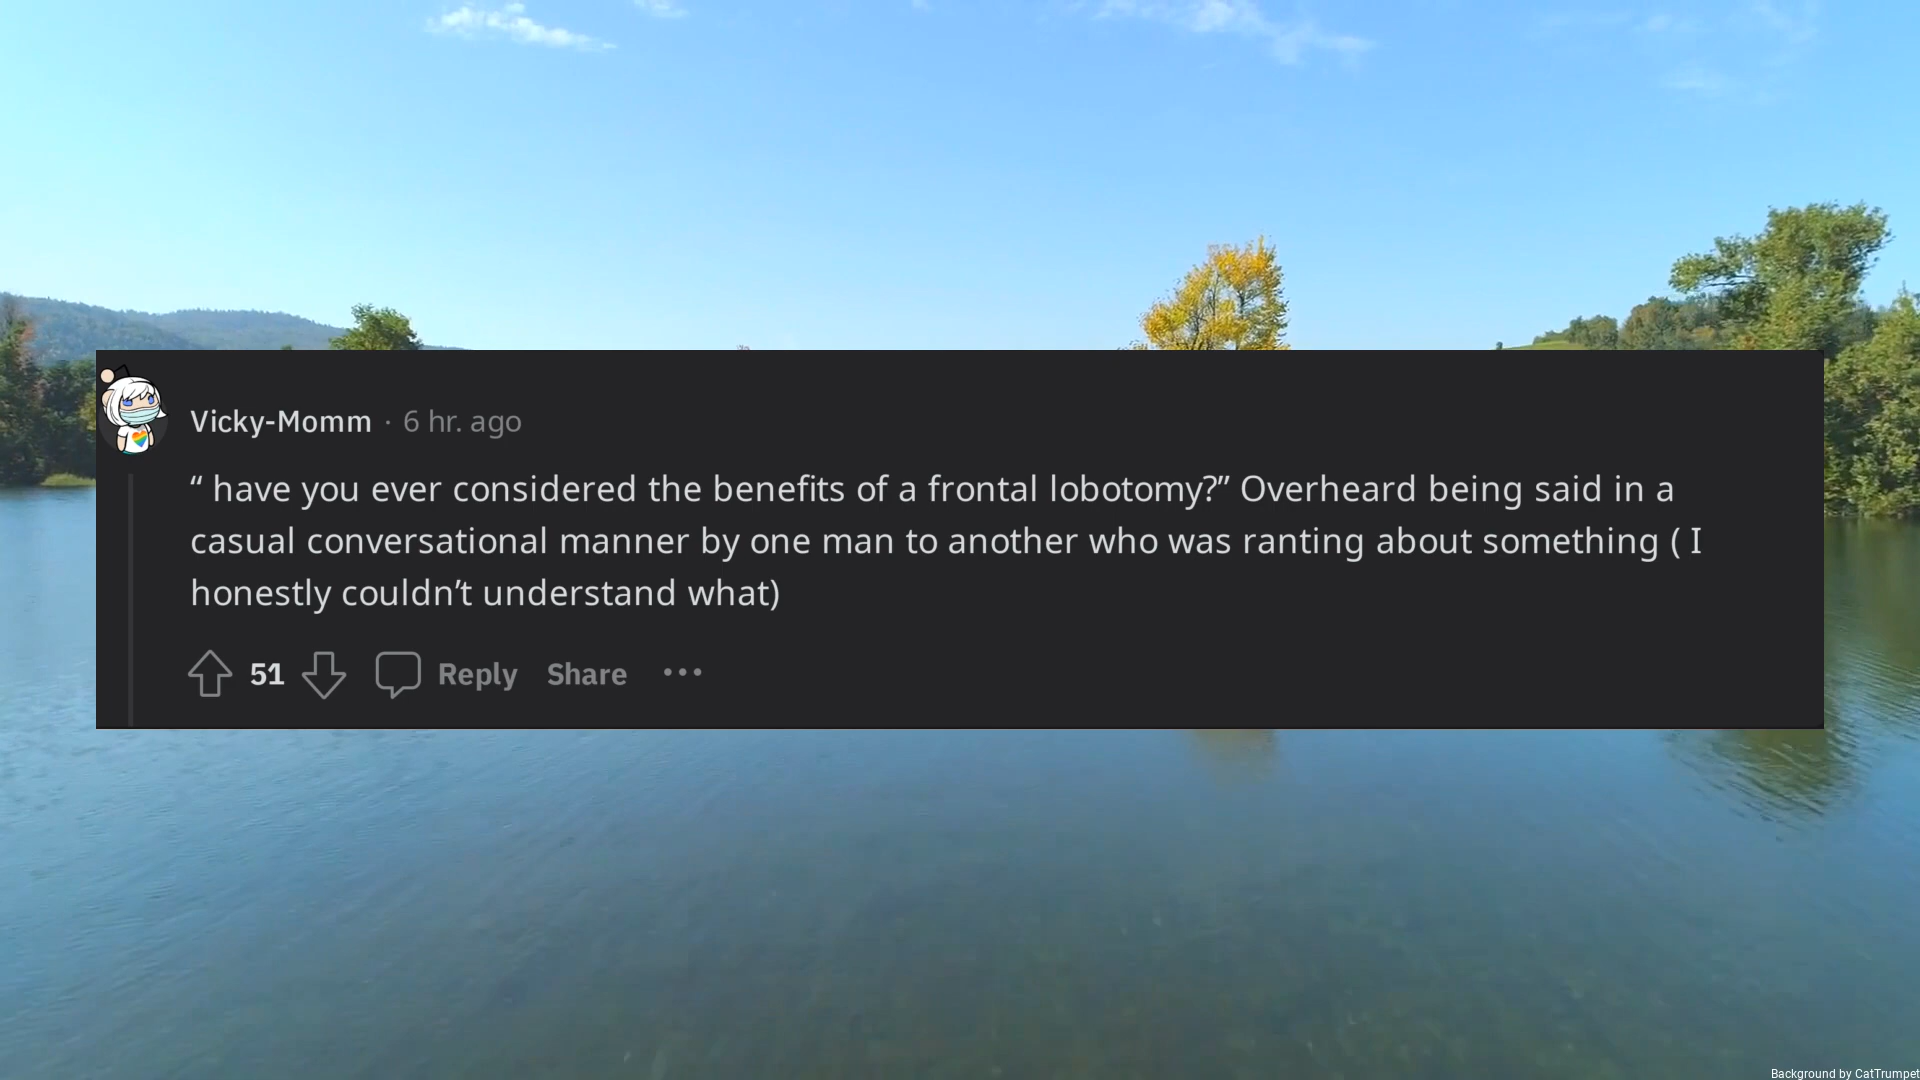 Vicky-Momm · 6 hr. ago
“ have you ever considered the benefits of a frontal lobotomy?” Overheard being said in a
casual conversational manner by one man to another who was ranting about something ( I
honestly couldn’t understand what)
51 Reply Share ···
Background by CatTrumpet